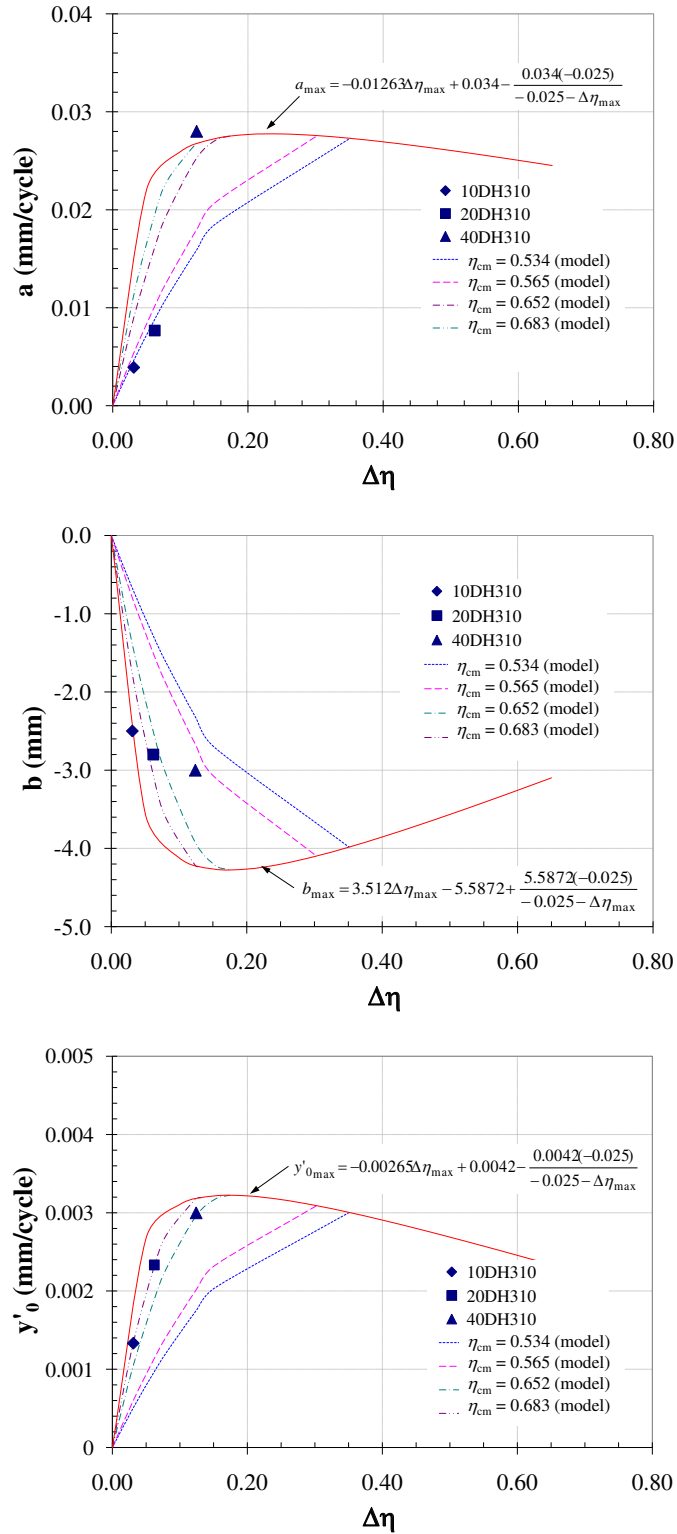 0.04
0.03
0.02
0.01
0.00
a (mm/cycle)
a_max = −0.01263Δη_max + 0.034 − 0.034(−0.025) / −0.025 − Δη_max
10DH310
20DH310
40DH310
η_cm = 0.534 (model)
η_cm = 0.565 (model)
η_cm = 0.652 (model)
η_cm = 0.683 (model)
0.00 0.20 0.40 0.60 0.80
Δη
0.0
-1.0
-2.0
-3.0
-4.0
-5.0
b (mm)
10DH310
20DH310
40DH310
η_cm = 0.534 (model)
η_cm = 0.565 (model)
η_cm = 0.652 (model)
η_cm = 0.683 (model)
b_max = 3.512Δη_max − 5.5872 + 5.5872(−0.025) / −0.025 − Δη_max
0.00 0.20 0.40 0.60 0.80
Δη
0.005
0.004
0.003
0.002
0.001
0
y'_0 (mm/cycle)
y'_0max = −0.00265Δη_max + 0.0042 − 0.0042(−0.025) / −0.025 − Δη_max
10DH310
20DH310
40DH310
η_cm = 0.534 (model)
η_cm = 0.565 (model)
η_cm = 0.652 (model)
η_cm = 0.683 (model)
0.00 0.20 0.40 0.60 0.80
Δη